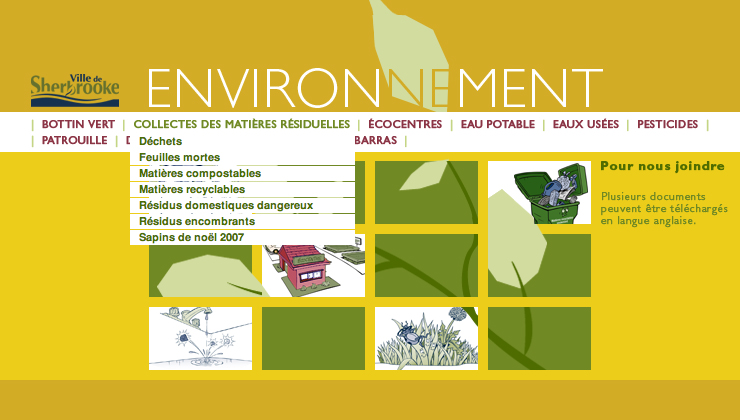 Ville de
Sherbrooke
ENVIRONNEMENT
| BOTTIN VERT | COLLECTES DES MATIÈRES RÉSIDUELLES | ÉCOCENTRES | EAU POTABLE | EAUX USÉES | PESTICIDES |
| PATROUILLE | BARRAS |
Déchets
Feuilles mortes
Matières compostables
Matières recyclables
Résidus domestiques dangereux
Résidus encombrants
Sapins de noël 2007
Pour nous joindre
Plusieurs documents
peuvent être téléchargés
en langue anglaise.